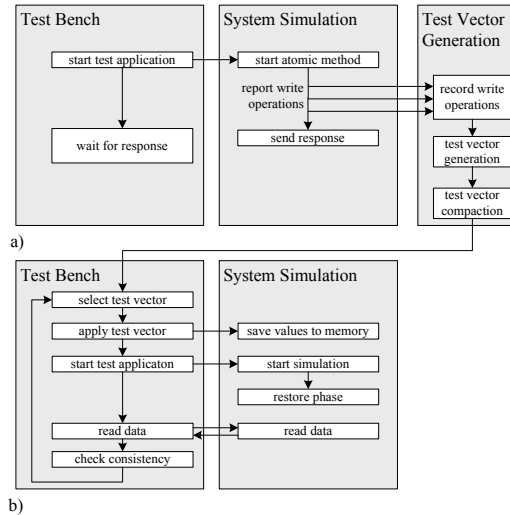 Test Bench
System Simulation
Test Vector
Generation
start test application
start atomic method
report write
operations
record write
operations
wait for response
send response
test vector
generation
test vector
compaction
a)
Test Bench
System Simulation
select test vector
apply test vector
save values to memory
start test applicaton
start simulation
restore phase
read data
read data
check consistency
b)